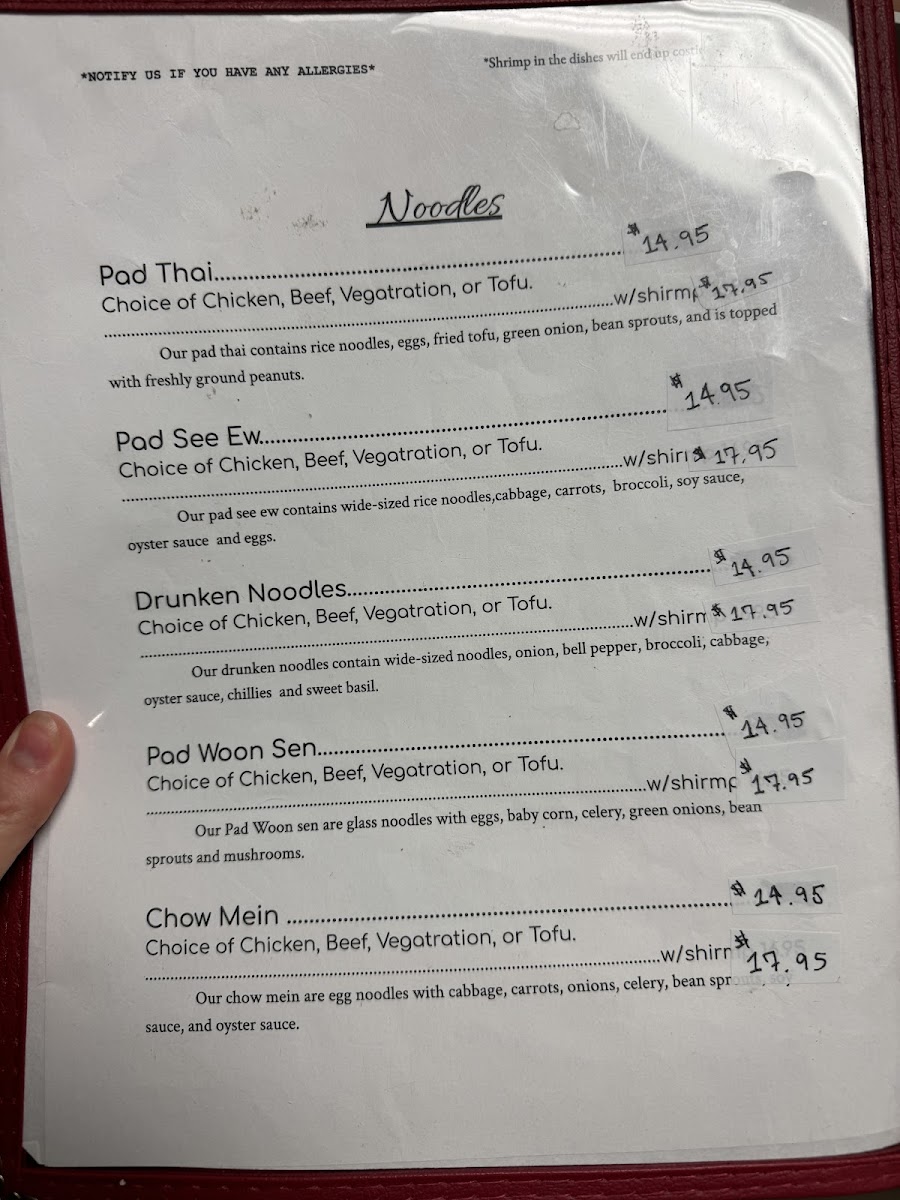 *NOTIFY US IF YOU HAVE ANY ALLERGIES*
*Shrimp in the dishes will end up
Noodles
Pad Thai.......................................................... $14.95
Choice of Chicken, Beef, Vegatration, or Tofu.
..........................................................w/shirmp $17.95
Our pad thai contains rice noodles, eggs, fried tofu, green onion, bean sprouts, and is topped
with freshly ground peanuts.
Pad See Ew.......................................................... $14.95
Choice of Chicken, Beef, Vegatration, or Tofu.
..........................................................w/shiri $17.95
Our pad see ew contains wide-sized rice noodles,cabbage, carrots, broccoli, soy sauce,
oyster sauce and eggs.
Drunken Noodles.......................................................... $14.95
Choice of Chicken, Beef, Vegatration, or Tofu.
..........................................................w/shirm $17.95
Our drunken noodles contain wide-sized noodles, onion, bell pepper, broccoli, cabbage,
oyster sauce, chillies and sweet basil.
Pad Woon Sen.......................................................... $14.95
Choice of Chicken, Beef, Vegatration, or Tofu.
..........................................................w/shirmp $17.95
Our Pad Woon sen are glass noodles with eggs, baby corn, celery, green onions, bean
sprouts and mushrooms.
Chow Mein .......................................................... $14.95
Choice of Chicken, Beef, Vegatration, or Tofu.
..........................................................w/shirm $17.95
Our chow mein are egg noodles with cabbage, carrots, onions, celery, bean sprouts, soy
sauce, and oyster sauce.